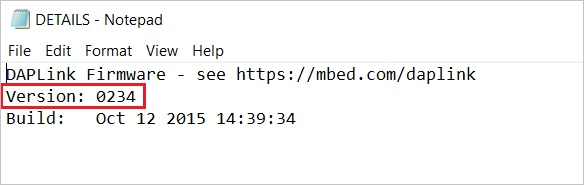 DETAILS - Notepad
File Edit Format View Help
DAPLink Firmware - see https://mbed.com/daplink
Version: 0234
Build:   Oct 12 2015 14:39:34